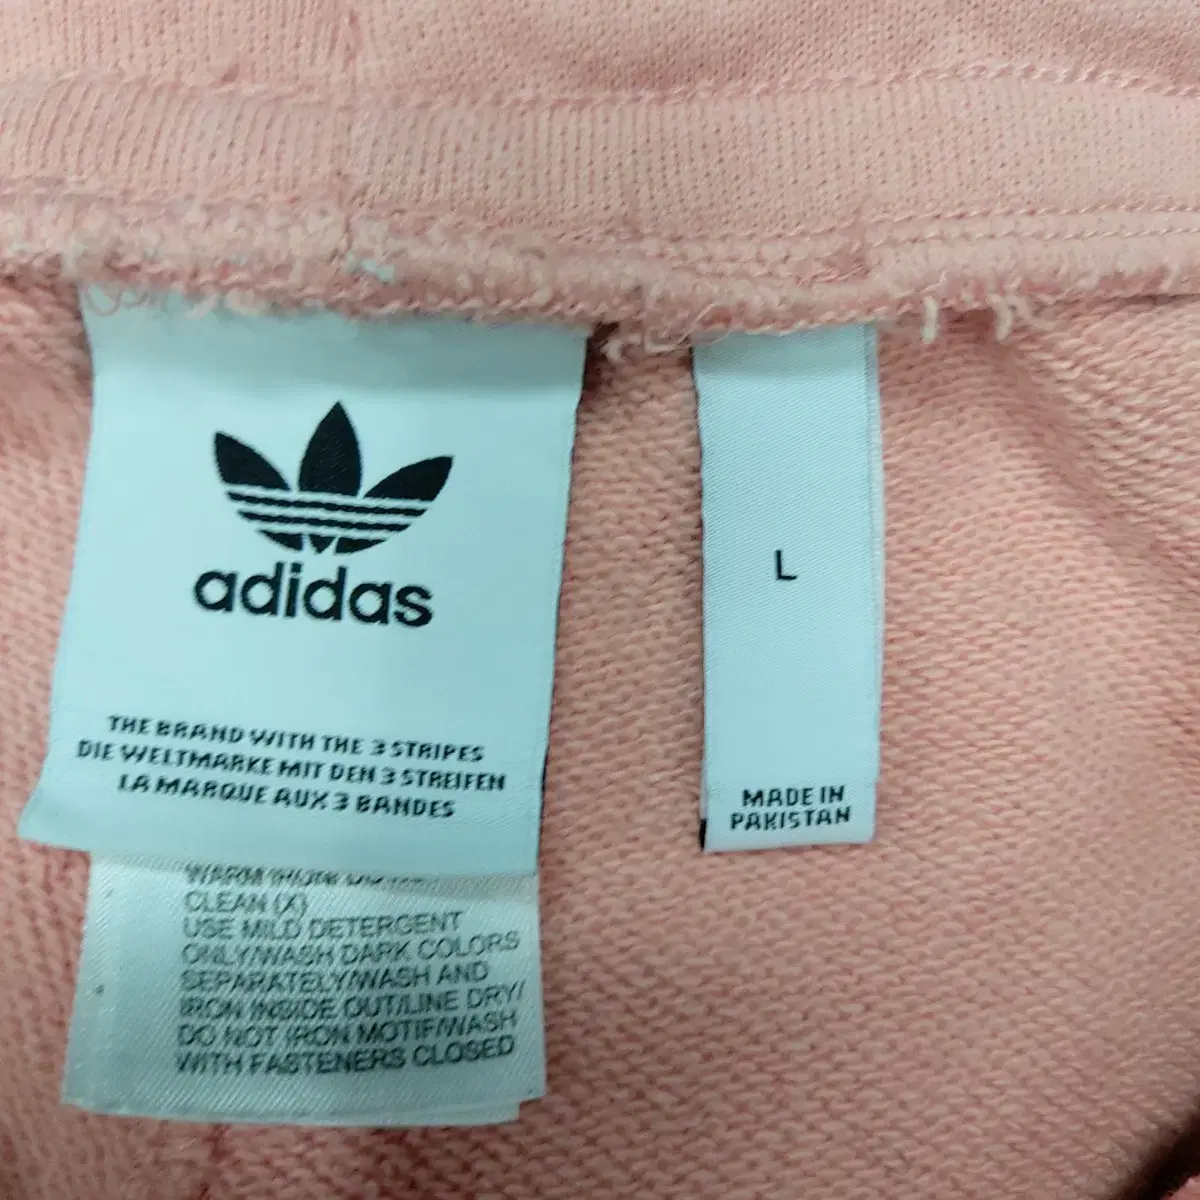 adidas
THE BRAND WITH THE 3 STRIPES
DIE WELTMARKE MIT DEN 3 STREIFEN
LA MARQUE AUX 3 BANDES
WARM
CLEAN (X)
USE MILD DETERGENT
ONLY/WASH DARK COLORS
SEPARATELY/WASH AND
IRON INSIDE OUT/LINE DRY/
DO NOT IRON MOTIF/WASH
WITH FASTENERS CLOSED
L
MADE IN
PAKISTAN